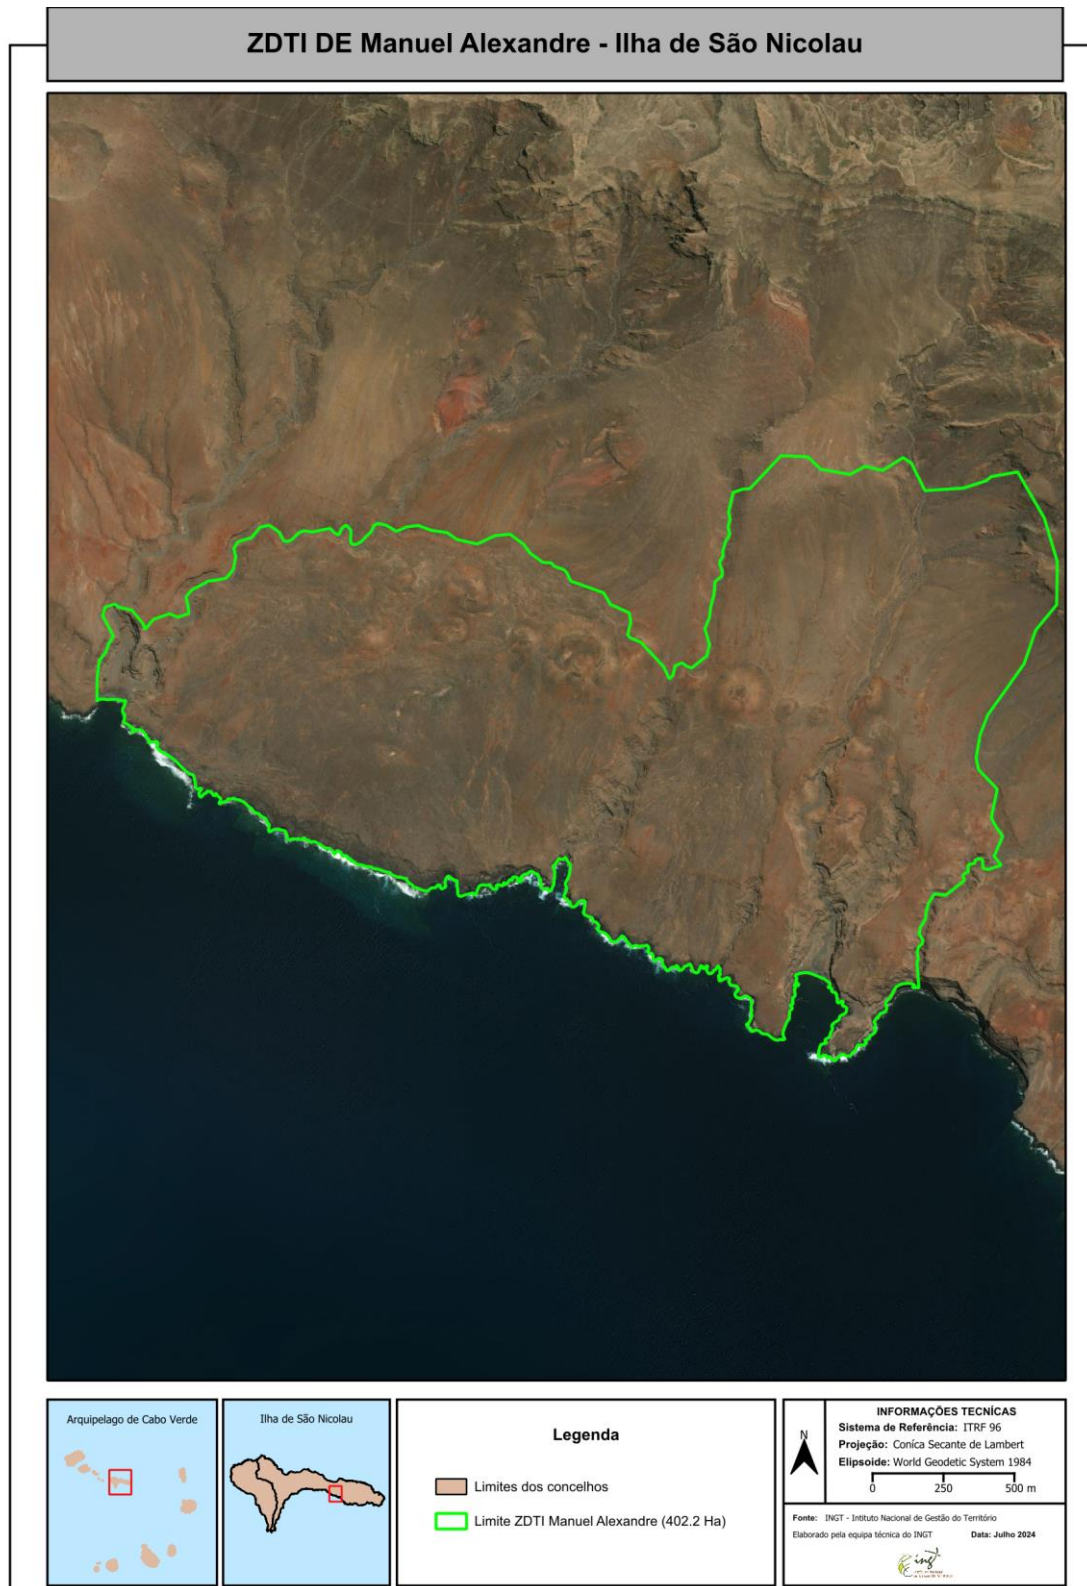 ZDTI DE Manuel Alexandre - Ilha de São Nicolau
Arquipelago de Cabo Verde
Ilha de São Nicolau
Legenda
Limites dos concelhos
Limite ZDTI Manuel Alexandre (402.2 Ha)
N
INFORMAÇÕES TECNÍCAS
Sistema de Referência: ITRF 96
Projeção: Coníca Secante de Lambert
Elipsoide: World Geodetic System 1984
0 250 500 m
Fonte: INGT - Intituto Nacional de Gestão do Território
Elaborado pela equipa técnica do INGT Data: Julho 2024
ingt